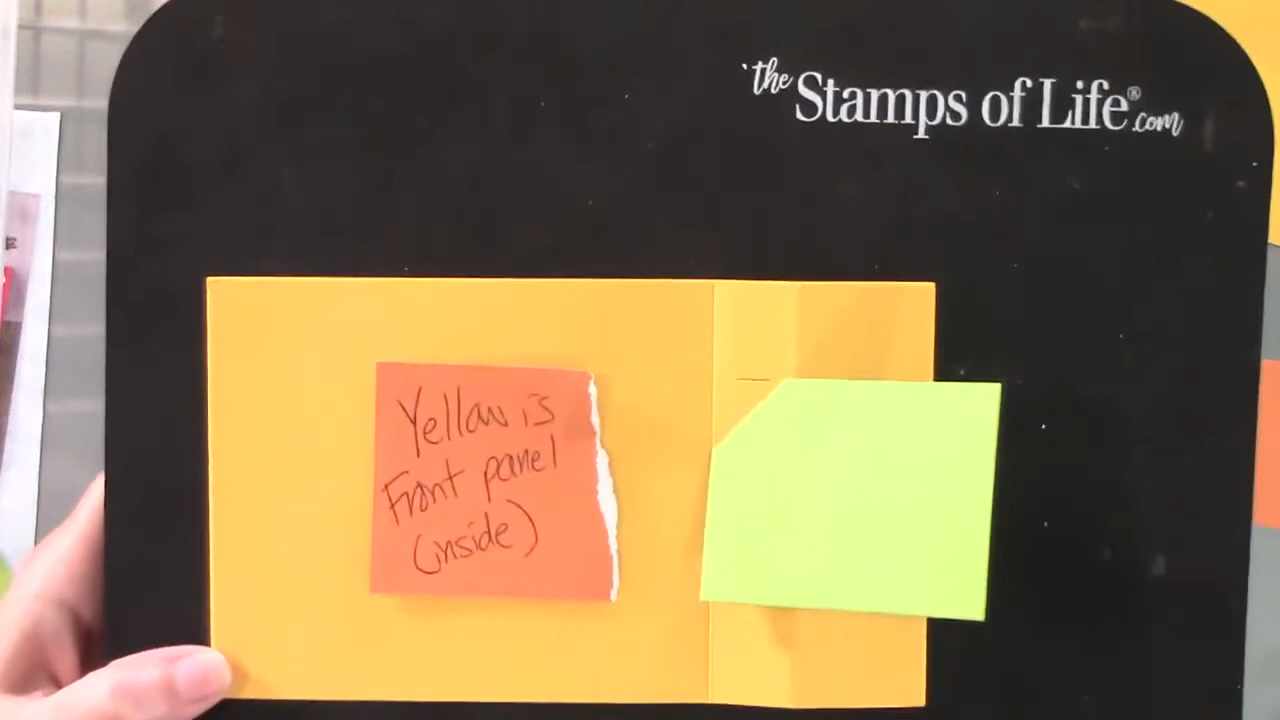 the Stamps of Life®.com
Yellow is
Front panel
(inside)